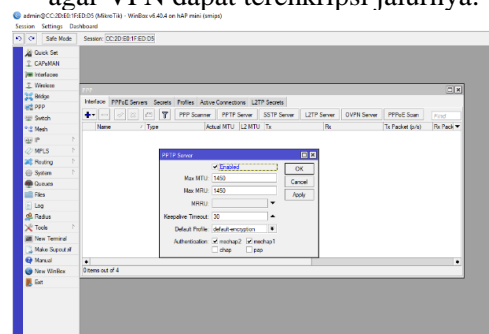 agar VPN dapat terenkripsi jalurnya.
admin@CC:2D:E0:1F:ED:D5 (MikroTik) - WinBox v6.40.4 on hAP mini (smips)
Session Settings Dashboard
Safe Mode Session: CC:2D:E0:1F:ED:D5
Quick Set
CAPsMAN
Interfaces
Wireless
Bridge
PPP
Switch
Mesh
IP
MPLS
Routing
System
Queues
Files
Log
Radius
Tools
New Terminal
Make Supout.rif
Manual
New WinBox
Exit
PPP
Interface PPPoE Servers Secrets Profiles Active Connections L2TP Secrets
PPP Scanner PPTP Server SSTP Server L2TP Server OVPN Server PPPoE Scan Find
Name Type Actual MTU L2 MTU Tx Rx Tx Packet (p/s) Rx Pack
PPTP Server
Enabled
Max MTU: 1450
Max MRU: 1450
MRRU:
Keepalive Timeout: 30
Default Profile: default-encryption
Authentication: mschap2 mschap1
chap pap
OK
Cancel
Apply
0 items out of 4